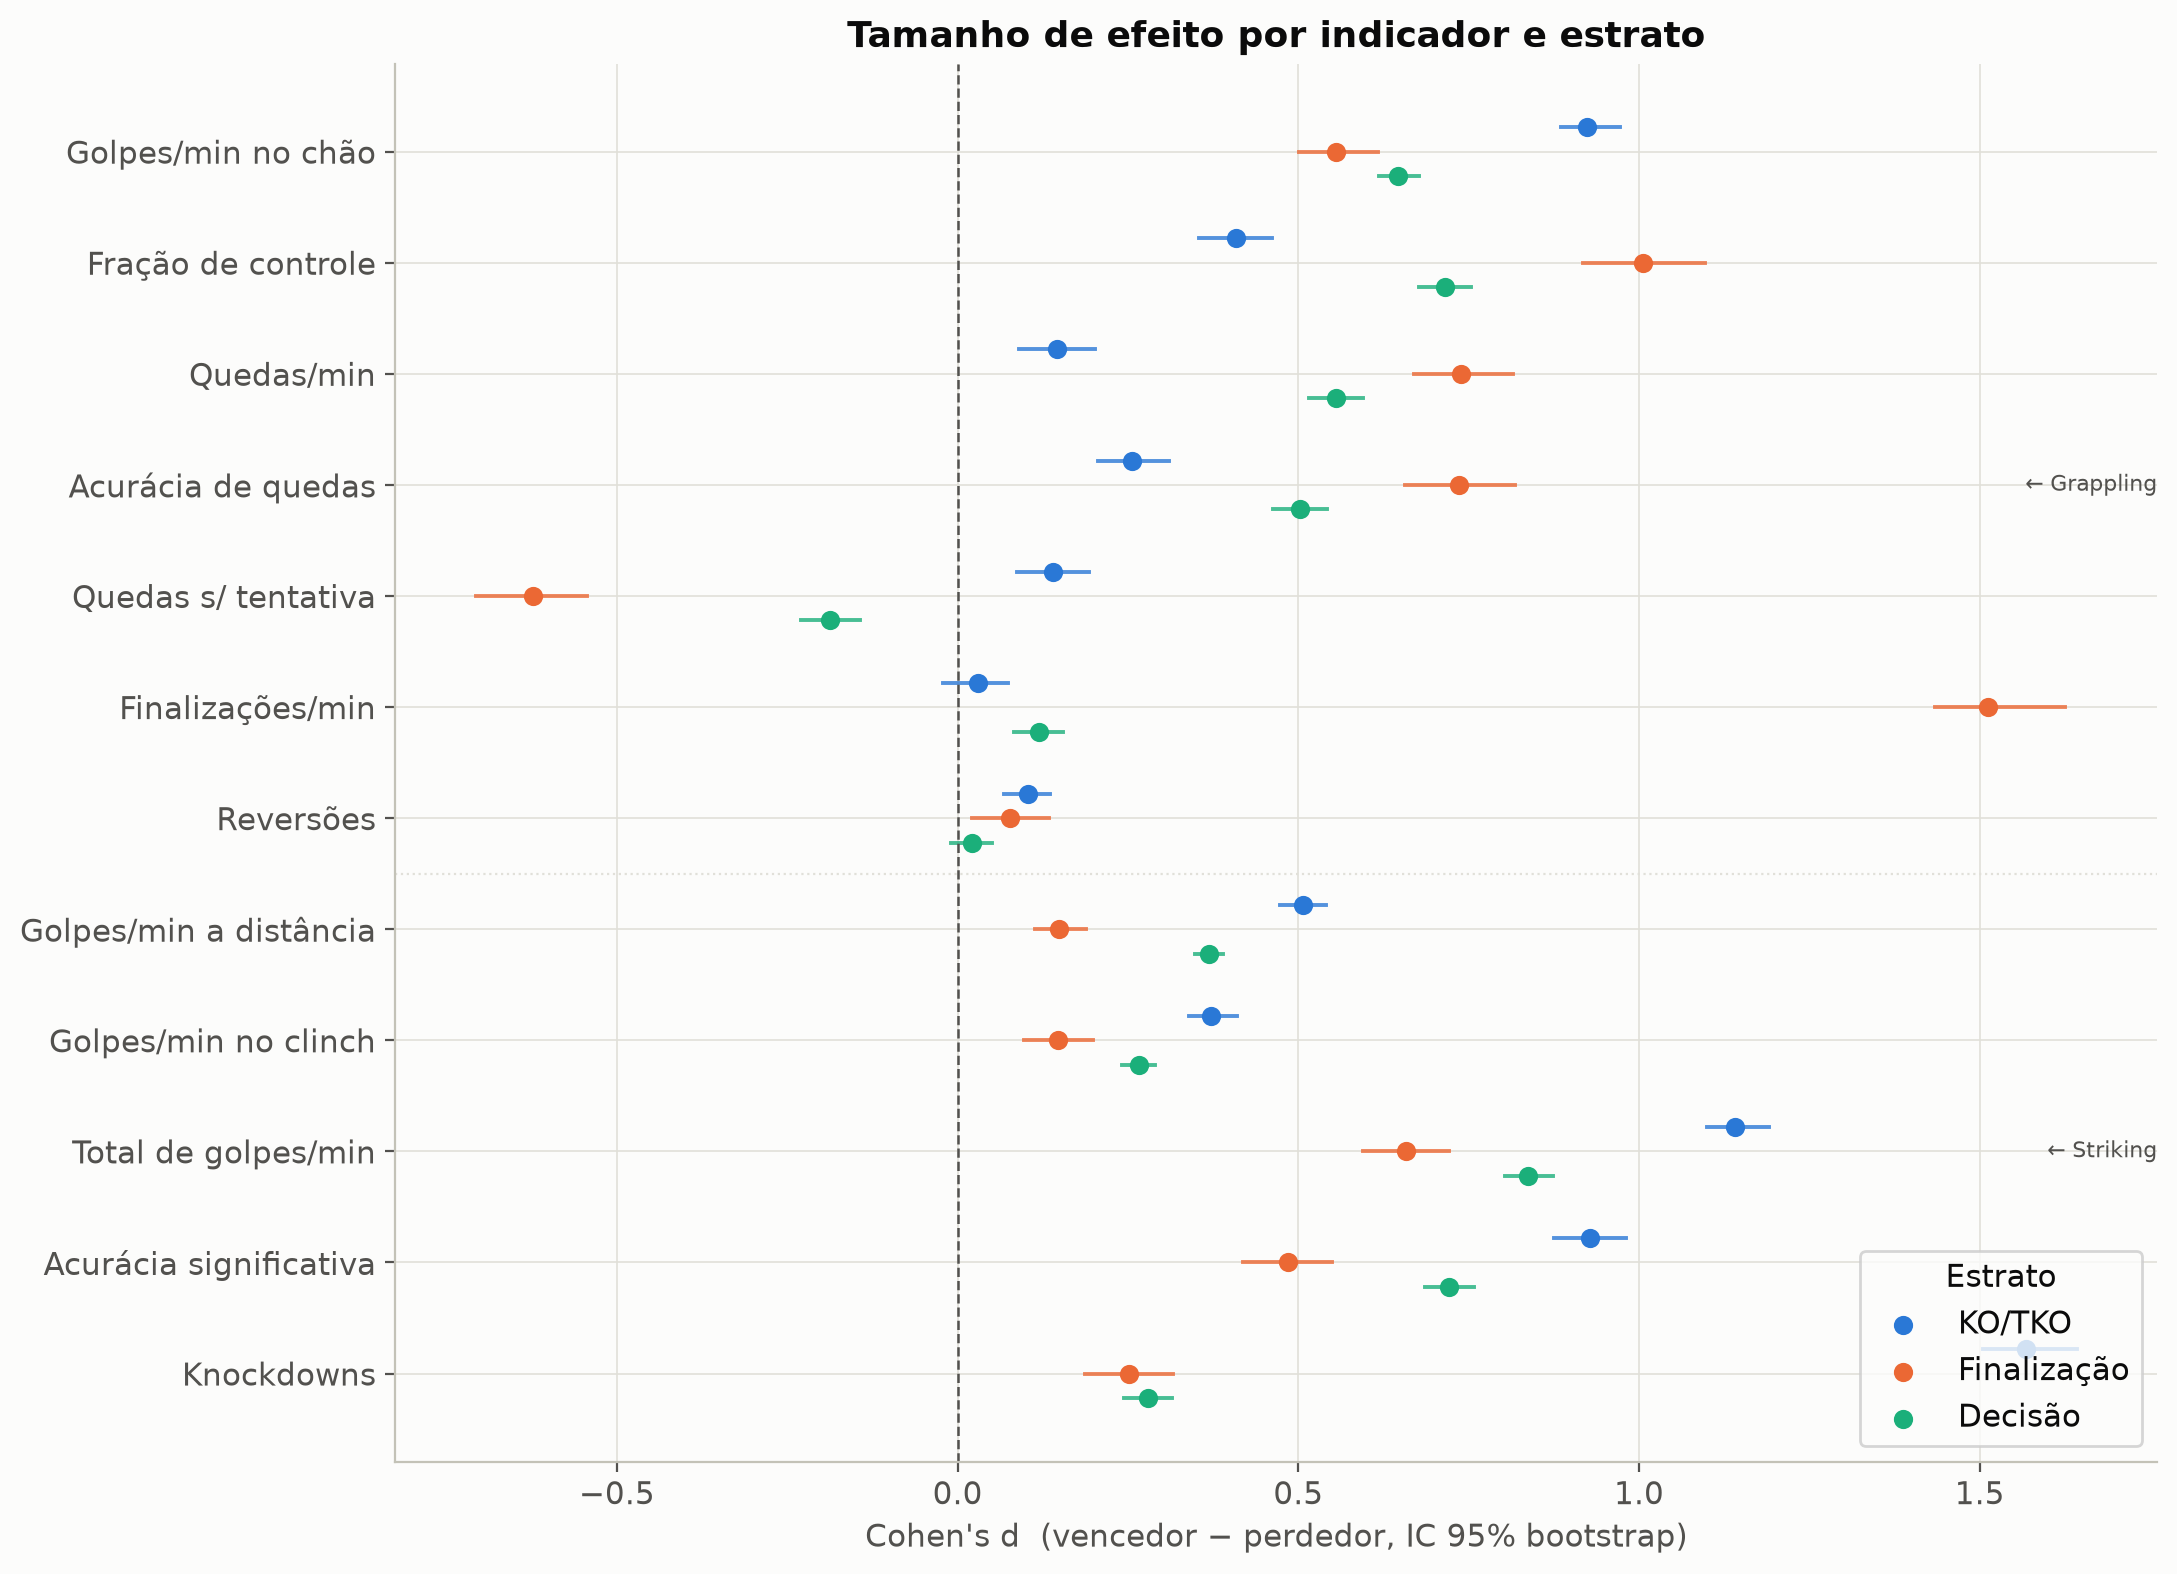 Tamanho de efeito por indicador e estrato
Golpes/min no chão
Fração de controle
Quedas/min
Acurácia de quedas
← Grappling
Quedas s/ tentativa
Finalizações/min
Reversões
Golpes/min a distância
Golpes/min no clinch
Total de golpes/min
← Striking
Acurácia significativa
Knockdowns
Estrato
KO/TKO
Finalização
Decisão
−0.5 0.0 0.5 1.0 1.5
Cohen's d (vencedor − perdedor, IC 95% bootstrap)